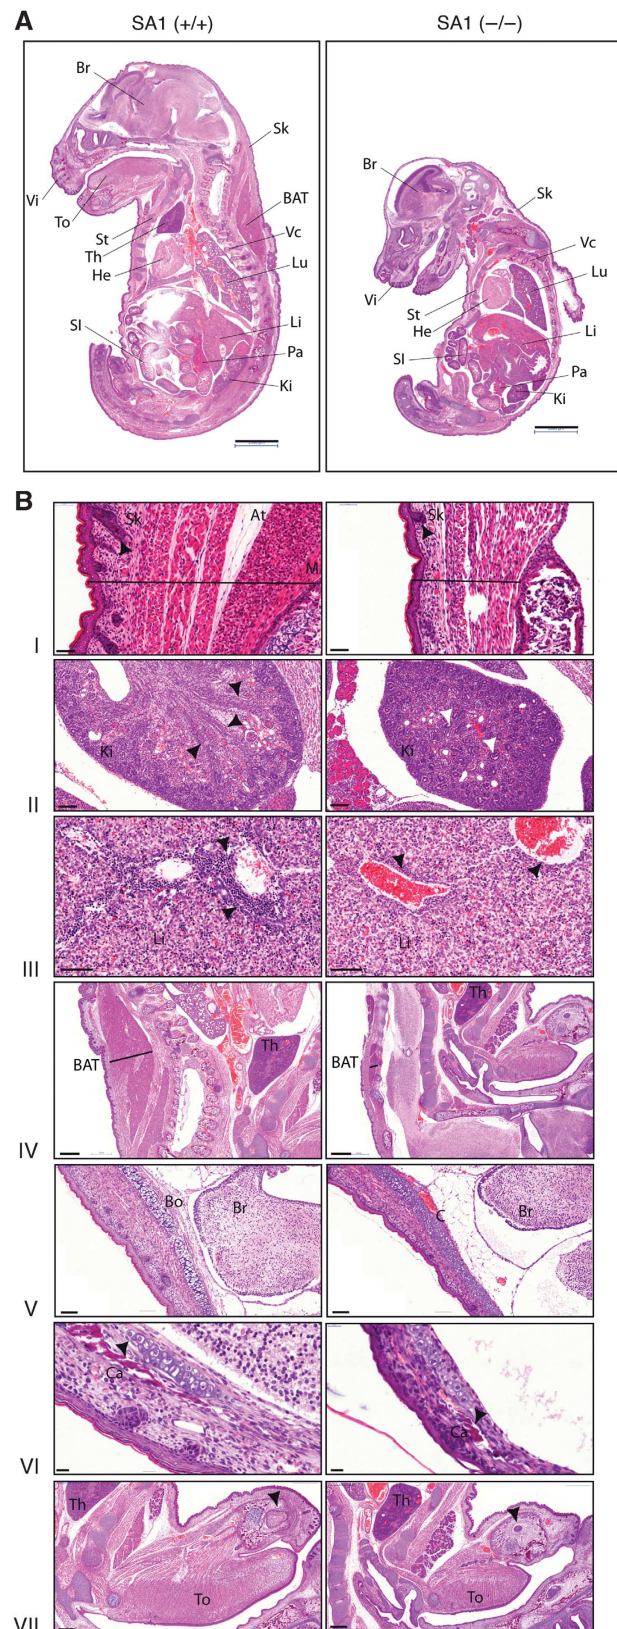 A
SA1 (+/+)
SA1 (−/−)
Br
Sk
Vi
To
BAT
St
Vc
Th
He
Lu
SI
Li
Pa
Ki
Br
Sk
Vc
Vi
Lu
St
He
Li
SI
Pa
Ki
B
Sk
At
M
Sk
I
Ki
Ki
II
Li
Li
III
BAT
Th
BAT
Th
IV
Bo
Br
C
Br
V
Ca
Ca
VI
Th
To
Th
To
VII